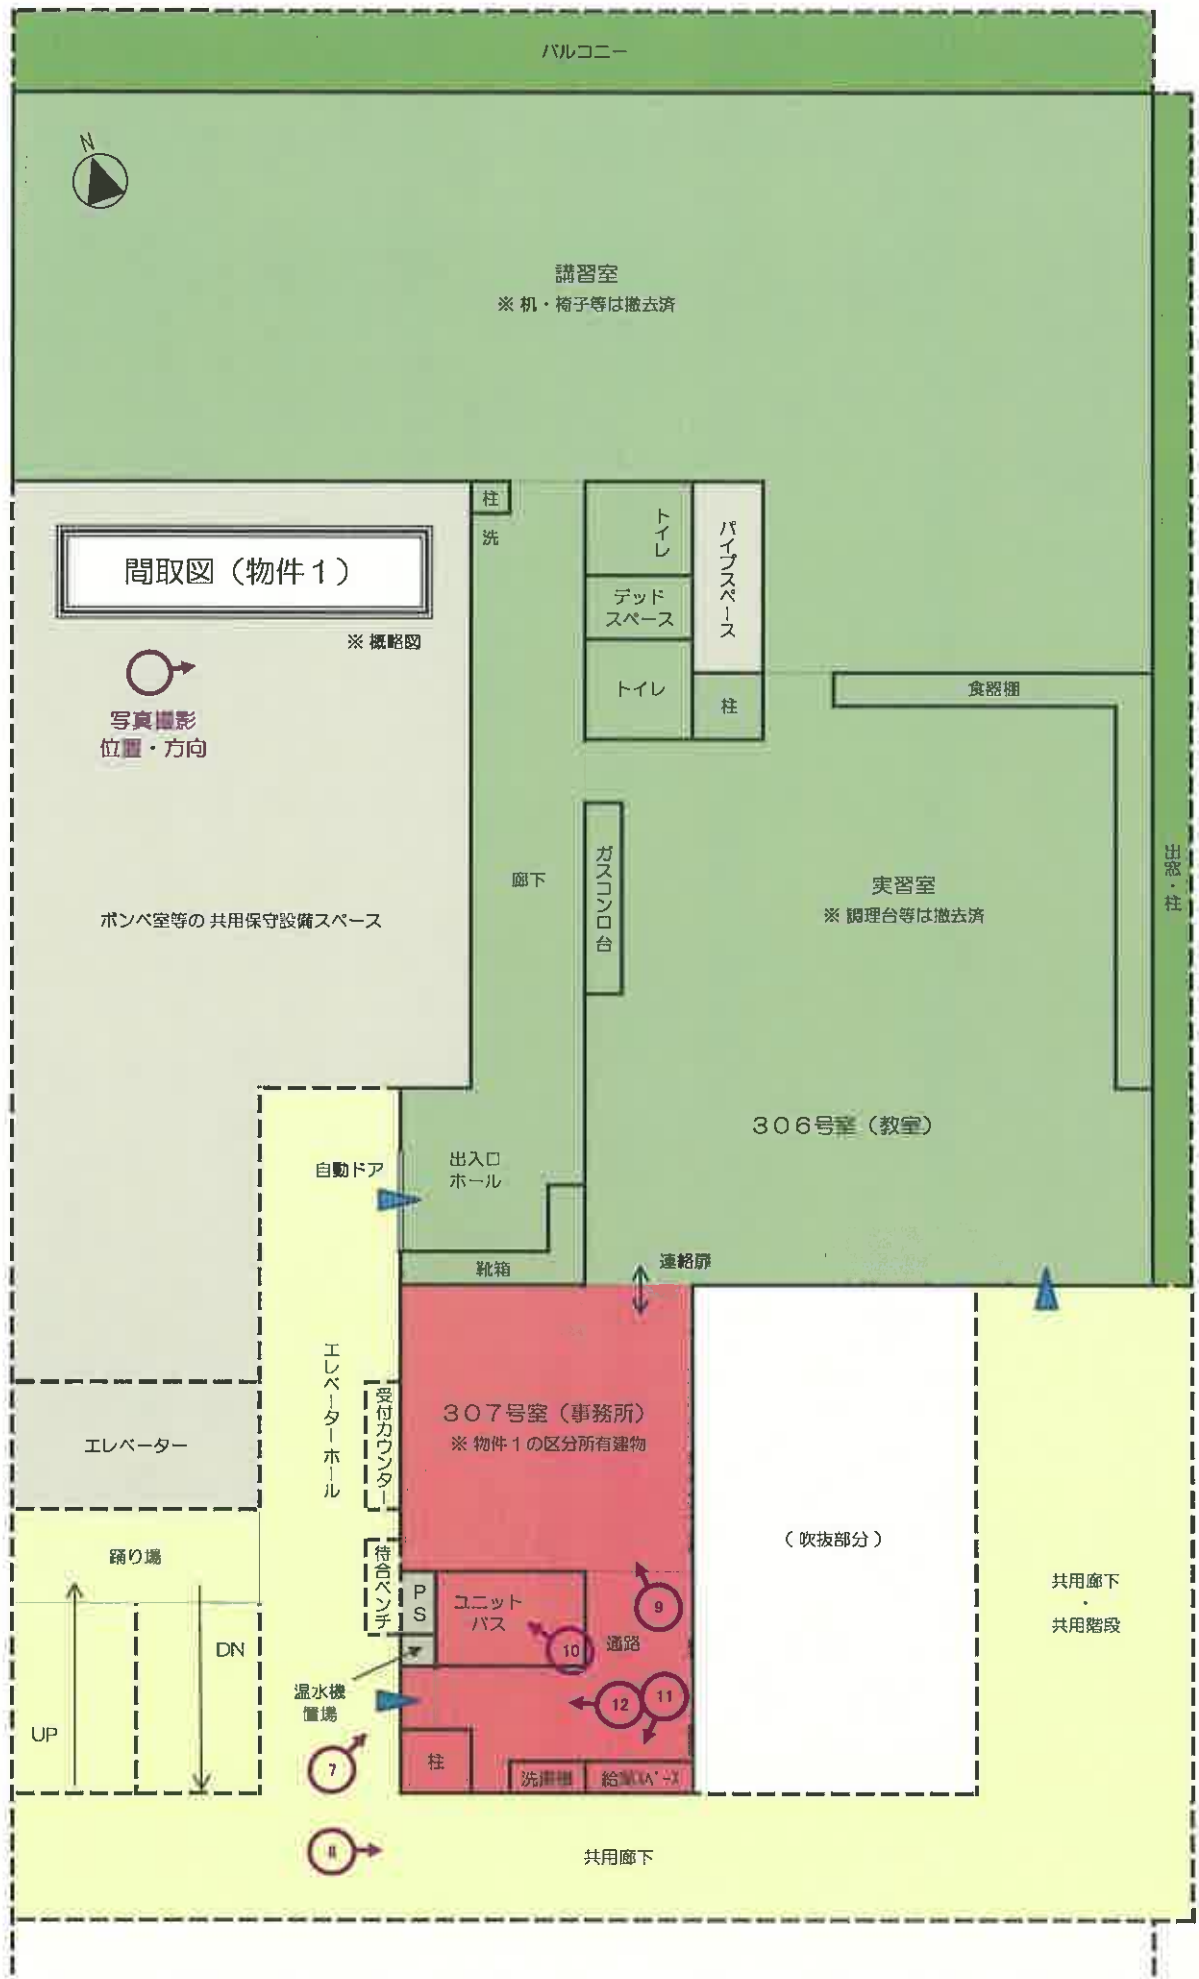 バルコニー
N
講習室
※ 机・椅子等は撤去済
柱
洗
トイレ
パイプスペース
デッド
スペース
トイレ
柱
食器棚
間取図（物件１）
※ 概略図
写真撮影
位置・方向
ガスコンロ台
廊下
実習室
※ 調理台等は撤去済
出窓・柱
ボンベ室等の 共用保守設備スペース
３０６号室（教室）
自動ドア
出入口
ホール
靴箱
連絡扉
エレベーターホール
受付カウンター
３０７号室（事務所）
※ 物件１の区分所有建物
エレベーター
（ 吹抜部分 ）
踊り場
待合ベンチ
PS
ユニット
バス
9
10
通路
共用廊下
・
共用階段
DN
UP
温水機
置場
12
11
7
柱
洗濯機
給湯スペース
8
共用廊下